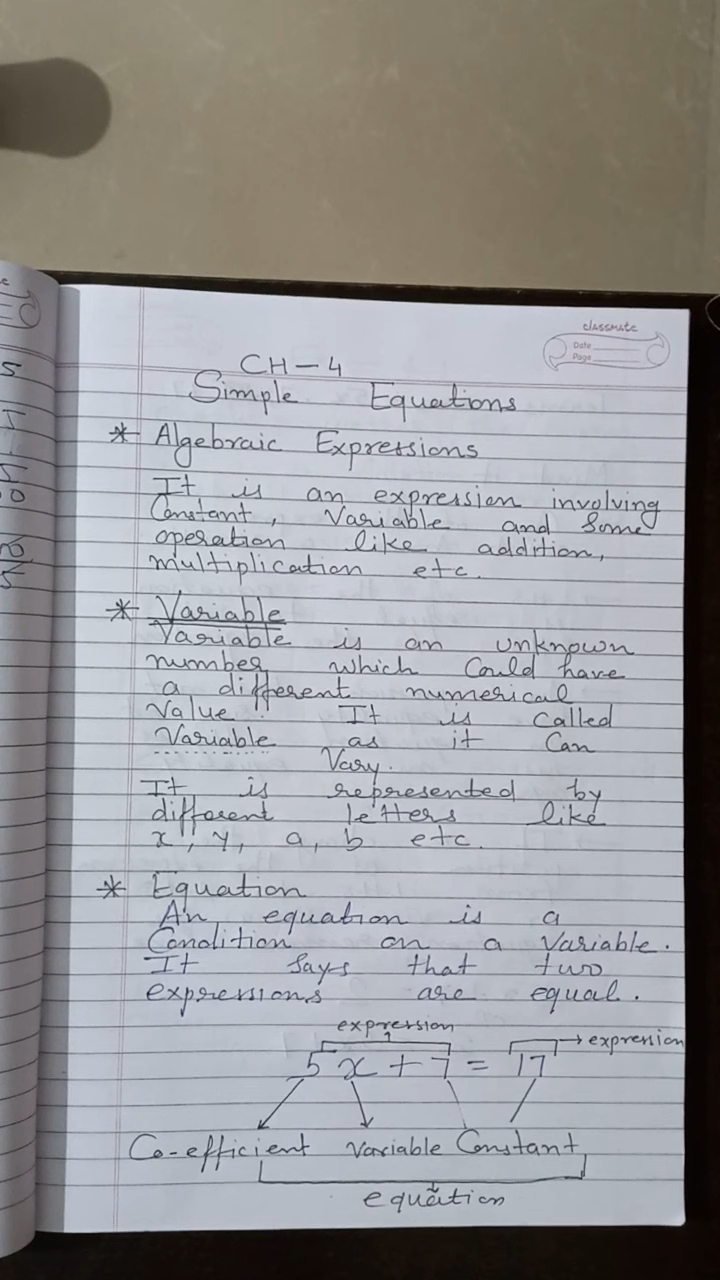 classmate
Date
Page
CH-4
Simple Equations
* Algebraic Expressions
It is an expression involving
Constant, Variable and Some
operation like addition,
multiplication etc.
* Variable
Variable is an unknown
number which Could have
a different numerical
Value. It is Called
Variable as it Can
Vary.
It is represented by
different letters like
x, y, a, b etc.
* Equation
An equation is a
Condition on a Variable.
It Says that two
expressions are equal.
expression
→ expression
5x + 7 = 17
Co-efficient Variable Constant
equation